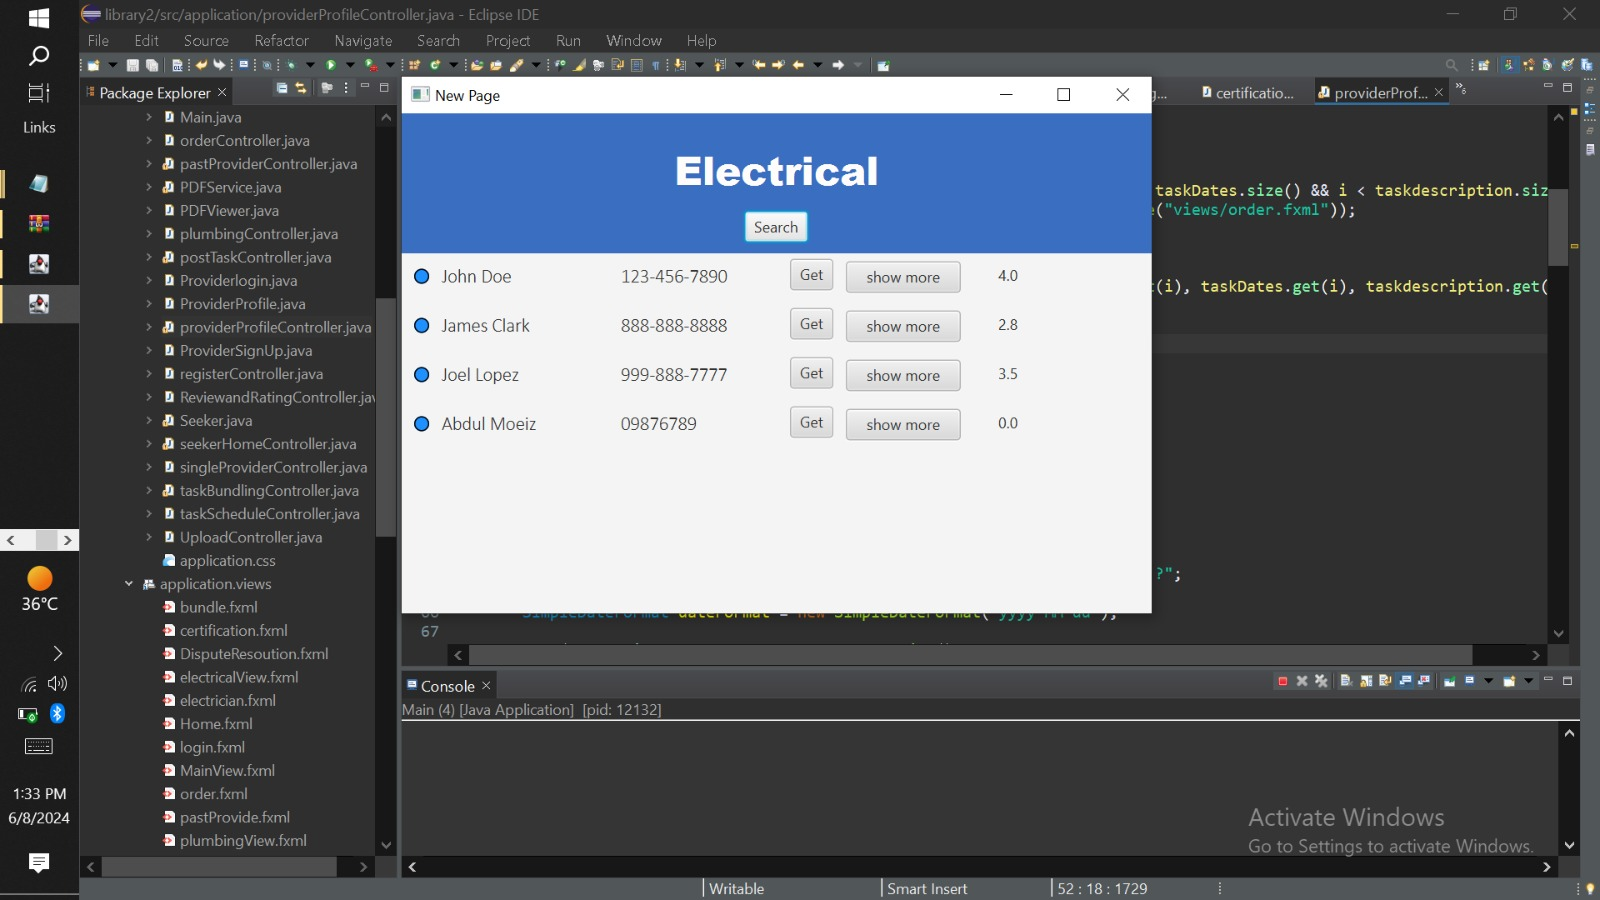 library2/src/application/providerProfileController.java - Eclipse IDE
File Edit Source Refactor Navigate Search Project Run Window Help
Links
36°C
1:33 PM
6/8/2024
Package Explorer
Main.java
orderController.java
pastProviderController.java
PDFService.java
PDFViewer.java
plumbingController.java
postTaskController.java
Providerlogin.java
ProviderProfile.java
providerProfileController.java
ProviderSignUp.java
registerController.java
ReviewandRatingController.jav
Seeker.java
seekerHomeController.java
singleProviderController.java
taskBundlingController.java
taskScheduleController.java
UploadController.java
application.css
application.views
bundle.fxml
certification.fxml
DisputeResoution.fxml
electricalView.fxml
electrician.fxml
Home.fxml
login.fxml
MainView.fxml
order.fxml
pastProvide.fxml
plumbingView.fxml
New Page
Electrical
Search
John Doe 123-456-7890 Get show more 4.0
James Clark 888-888-8888 Get show more 2.8
Joel Lopez 999-888-7777 Get show more 3.5
Abdul Moeiz 09876789 Get show more 0.0
g... certificatio... providerProf... »6
taskDates.size() && i < taskdescription.siz
("views/order.fxml"));
(i), taskDates.get(i), taskdescription.get(
?";
67
Console
Main (4) [Java Application] [pid: 12132]
Activate Windows
Go to Settings to activate Windows.
Writable Smart Insert 52 : 18 : 1729